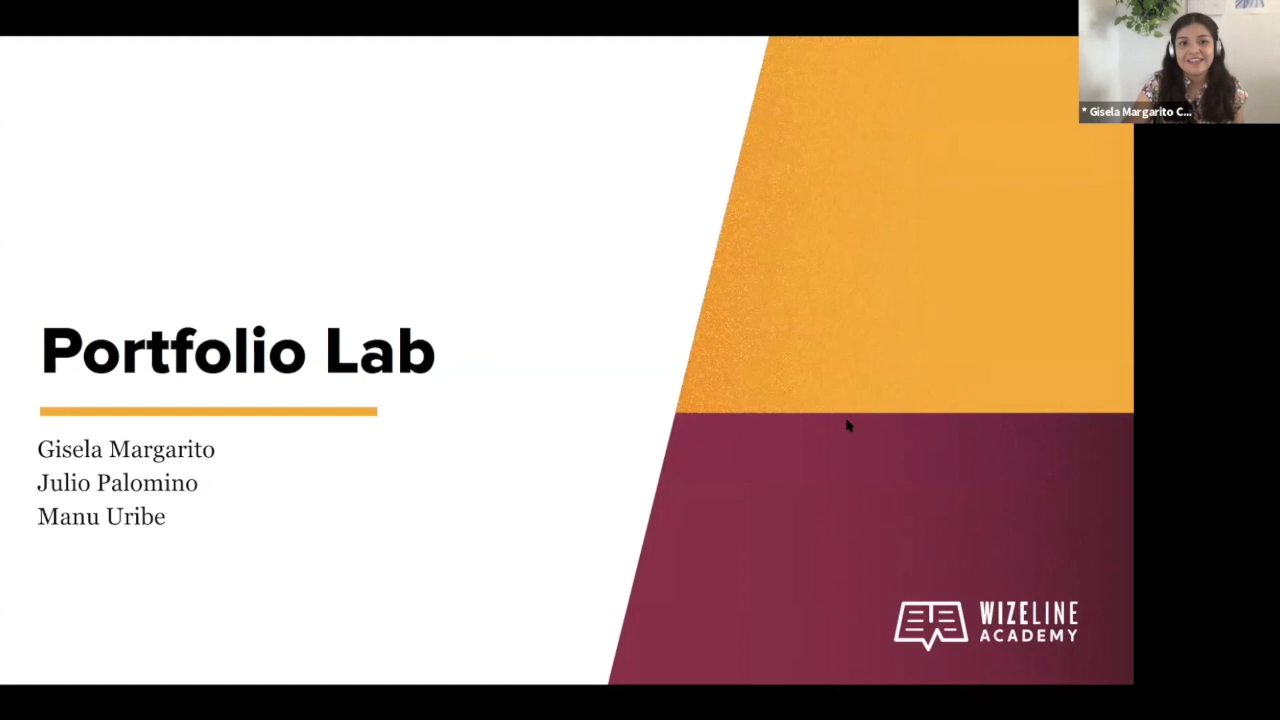 * Gisela Margarito C...
Portfolio Lab
Gisela Margarito
Julio Palomino
Manu Uribe
WIZELINE
ACADEMY